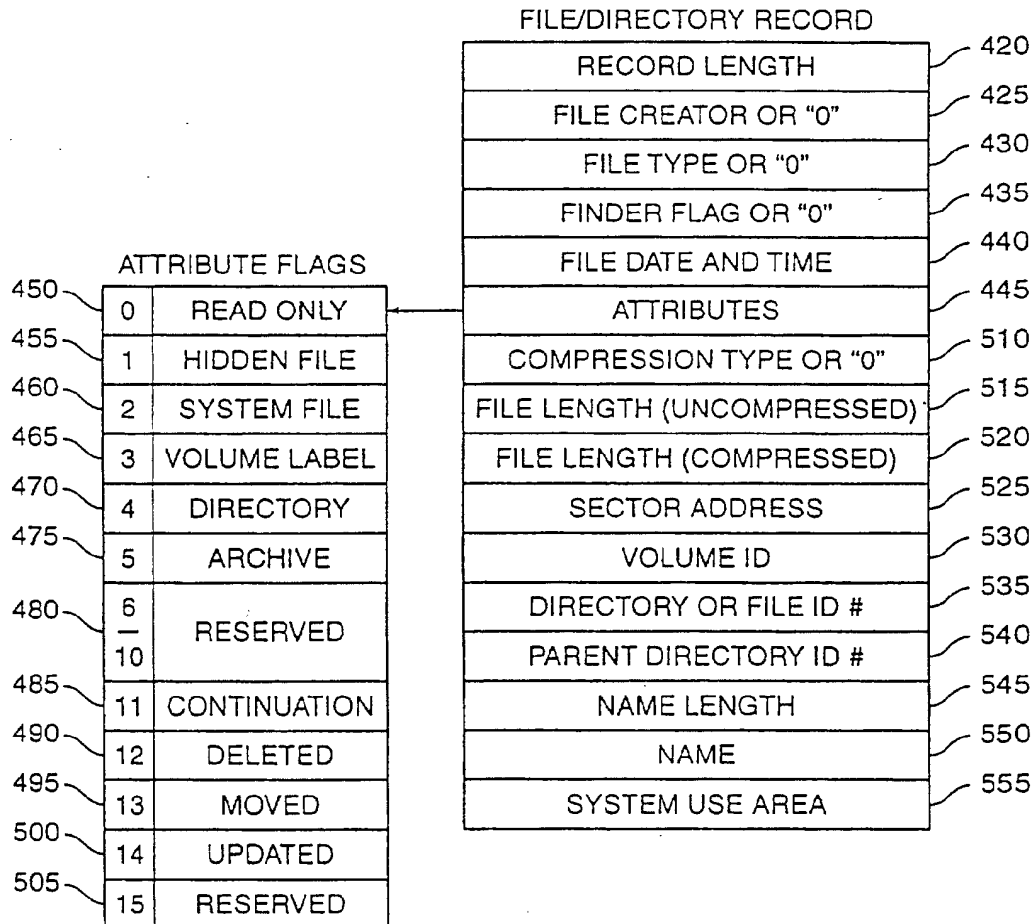 FILE/DIRECTORY RECORD
RECORD LENGTH 420
FILE CREATOR OR “0” 425
FILE TYPE OR “0” 430
FINDER FLAG OR “0” 435
FILE DATE AND TIME 440
ATTRIBUTES 445
COMPRESSION TYPE OR “0” 510
FILE LENGTH (UNCOMPRESSED) 515
FILE LENGTH (COMPRESSED) 520
SECTOR ADDRESS 525
VOLUME ID 530
DIRECTORY OR FILE ID # 535
PARENT DIRECTORY ID # 540
NAME LENGTH 545
NAME 550
SYSTEM USE AREA 555
ATTRIBUTE FLAGS
450 0 READ ONLY
455 1 HIDDEN FILE
460 2 SYSTEM FILE
465 3 VOLUME LABEL
470 4 DIRECTORY
475 5 ARCHIVE
480 6 — 10 RESERVED
485 11 CONTINUATION
490 12 DELETED
495 13 MOVED
500 14 UPDATED
505 15 RESERVED